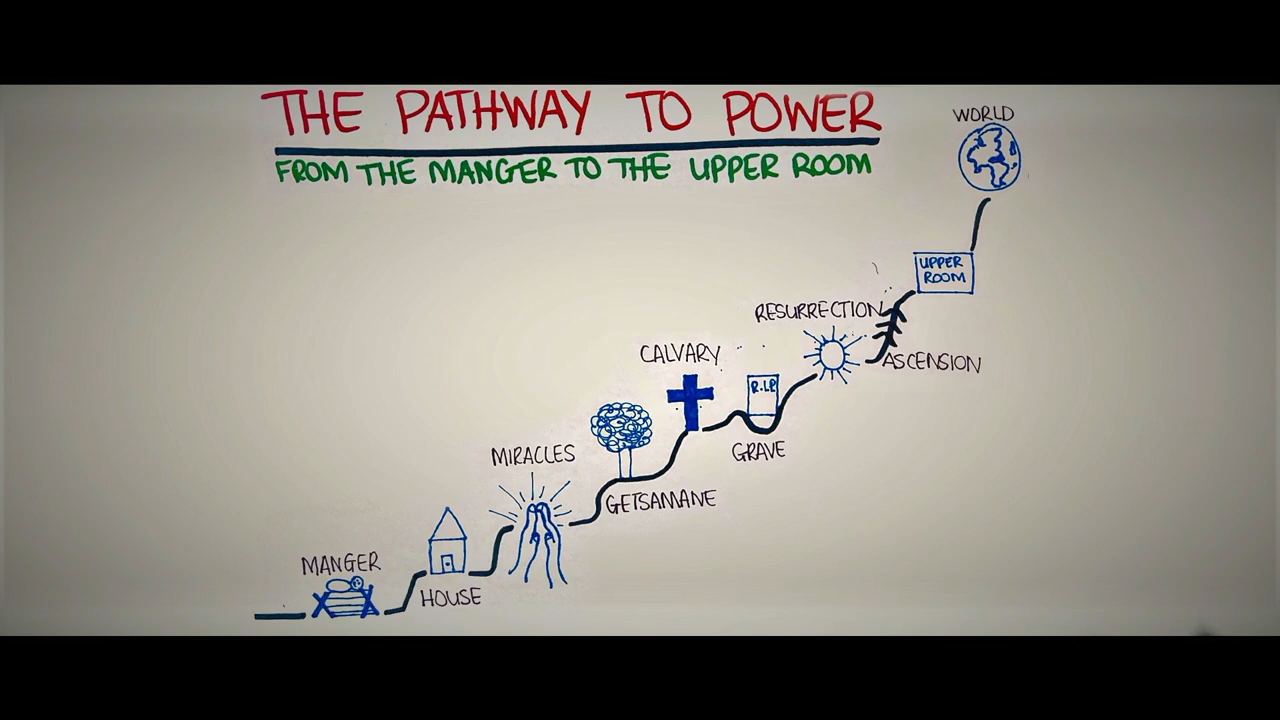 THE PATHWAY TO POWER
FROM THE MANGER TO THE UPPER ROOM
WORLD
UPPER
ROOM
RESURRECTION
ASCENSION
CALVARY
R.I.P
GRAVE
MIRACLES
GETSAMANE
MANGER
HOUSE